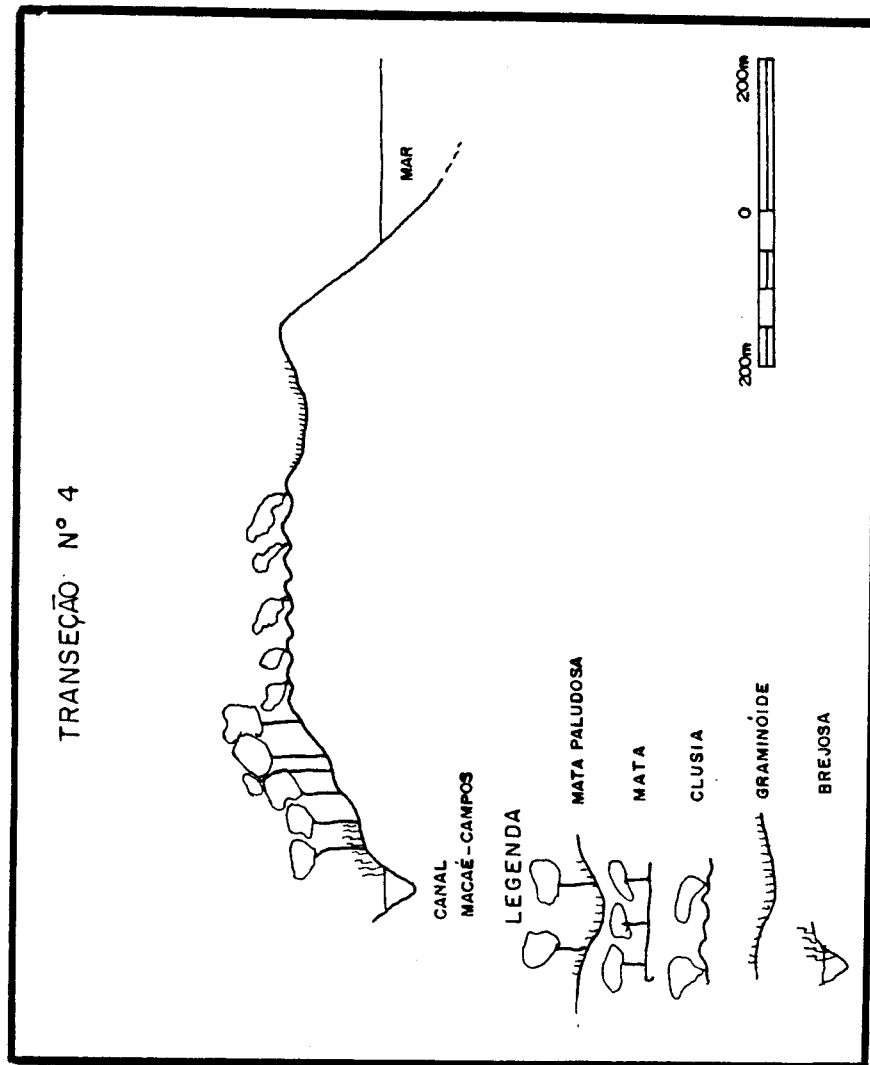 TRANSEÇÃO Nº 4
MAR
CANAL
MACAÉ-CAMPOS
LEGENDA
MATA PALUDOSA
MATA
CLUSIA
GRAMINÓIDE
BREJOSA
200m 0 200m